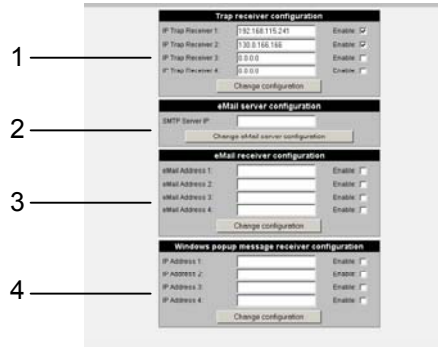 Trap receiver configuration
IP Trap Receiver 1: 192.168.115.241 Enable:
IP Trap Receiver 2: 130.8.166.166 Enable:
IP Trap Receiver 3: 0.0.0.0 Enable:
IP Trap Receiver 4: 0.0.0.0 Enable:
Change configuration
1
eMail server configuration
SMTP Server IP:
Change eMail server configuration
2
eMail receiver configuration
eMail Address 1: Enable:
eMail Address 2: Enable:
eMail Address 3: Enable:
eMail Address 4: Enable:
Change configuration
3
Windows popup message receiver configuration
IP Address 1: Enable:
IP Address 2: Enable:
IP Address 3: Enable:
IP Address 4: Enable:
Change configuration
4